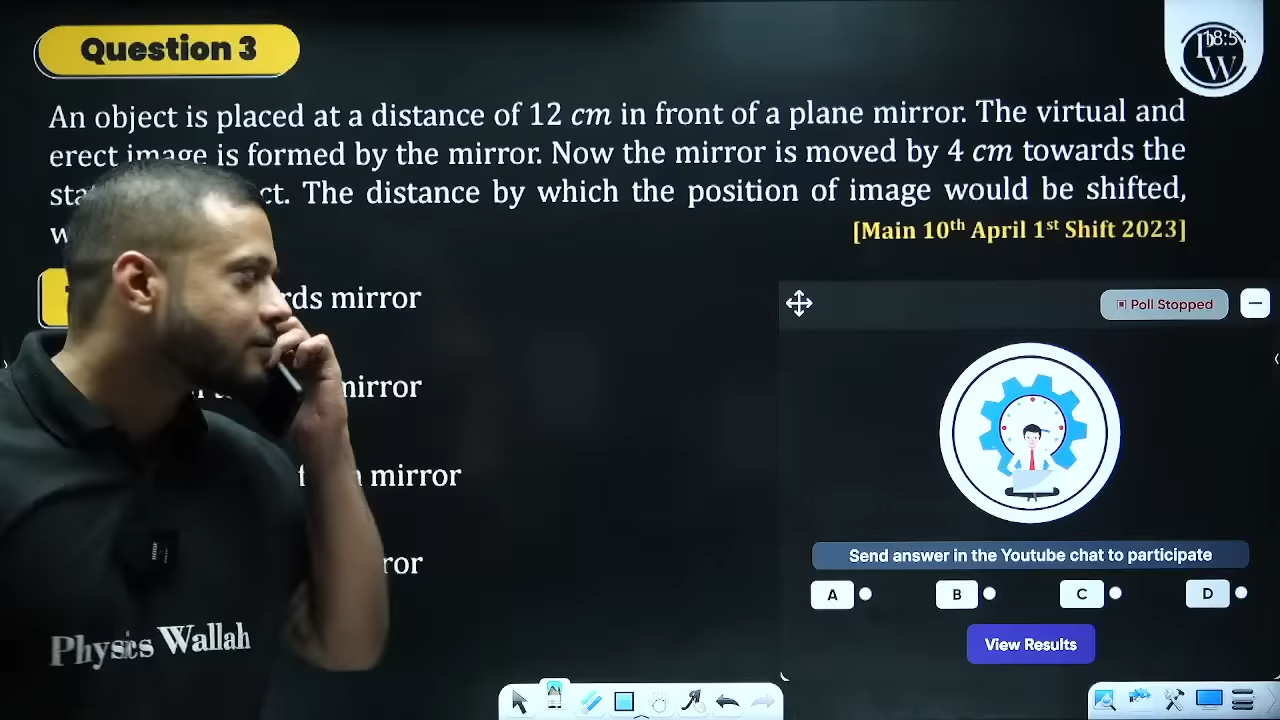 Question 3
18:5
An object is placed at a distance of 12 cm in front of a plane mirror. The virtual and
erect image is formed by the mirror. Now the mirror is moved by 4 cm towards the
ct. The distance by which the position of image would be shifted,
[Main 10th April 1st Shift 2023]
rds mirror
mirror
mirror
ror
Poll Stopped
Send answer in the Youtube chat to participate
A
B
C
D
View Results
Physics Wallah